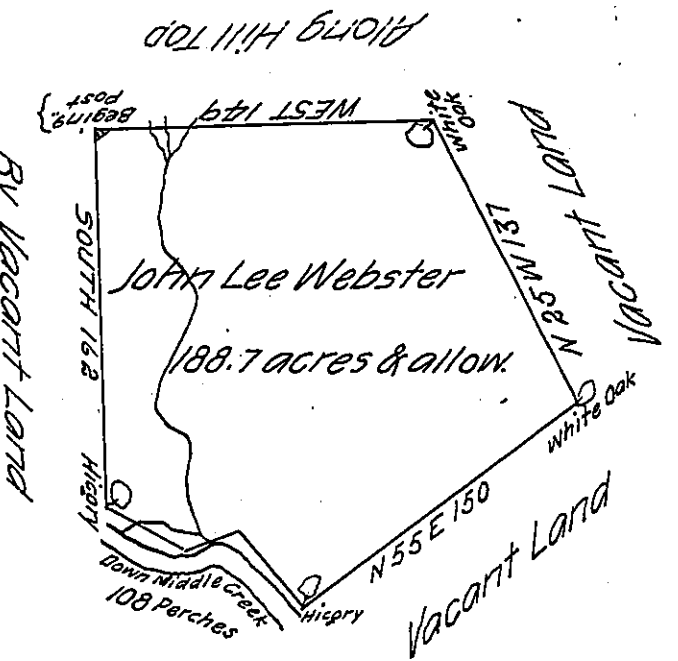 Along Hill Top
Begin'g.
Post }
WEST 149
White
Oak
Vacant Land
N 25 W 137
SOUTH 162
By Vacant Land
John Lee Webster
188.7 acres & allow.
White Oak
N 55 E 150
Vacant Land
Hicory
Down Middle Creek
108 Perches
Hicory